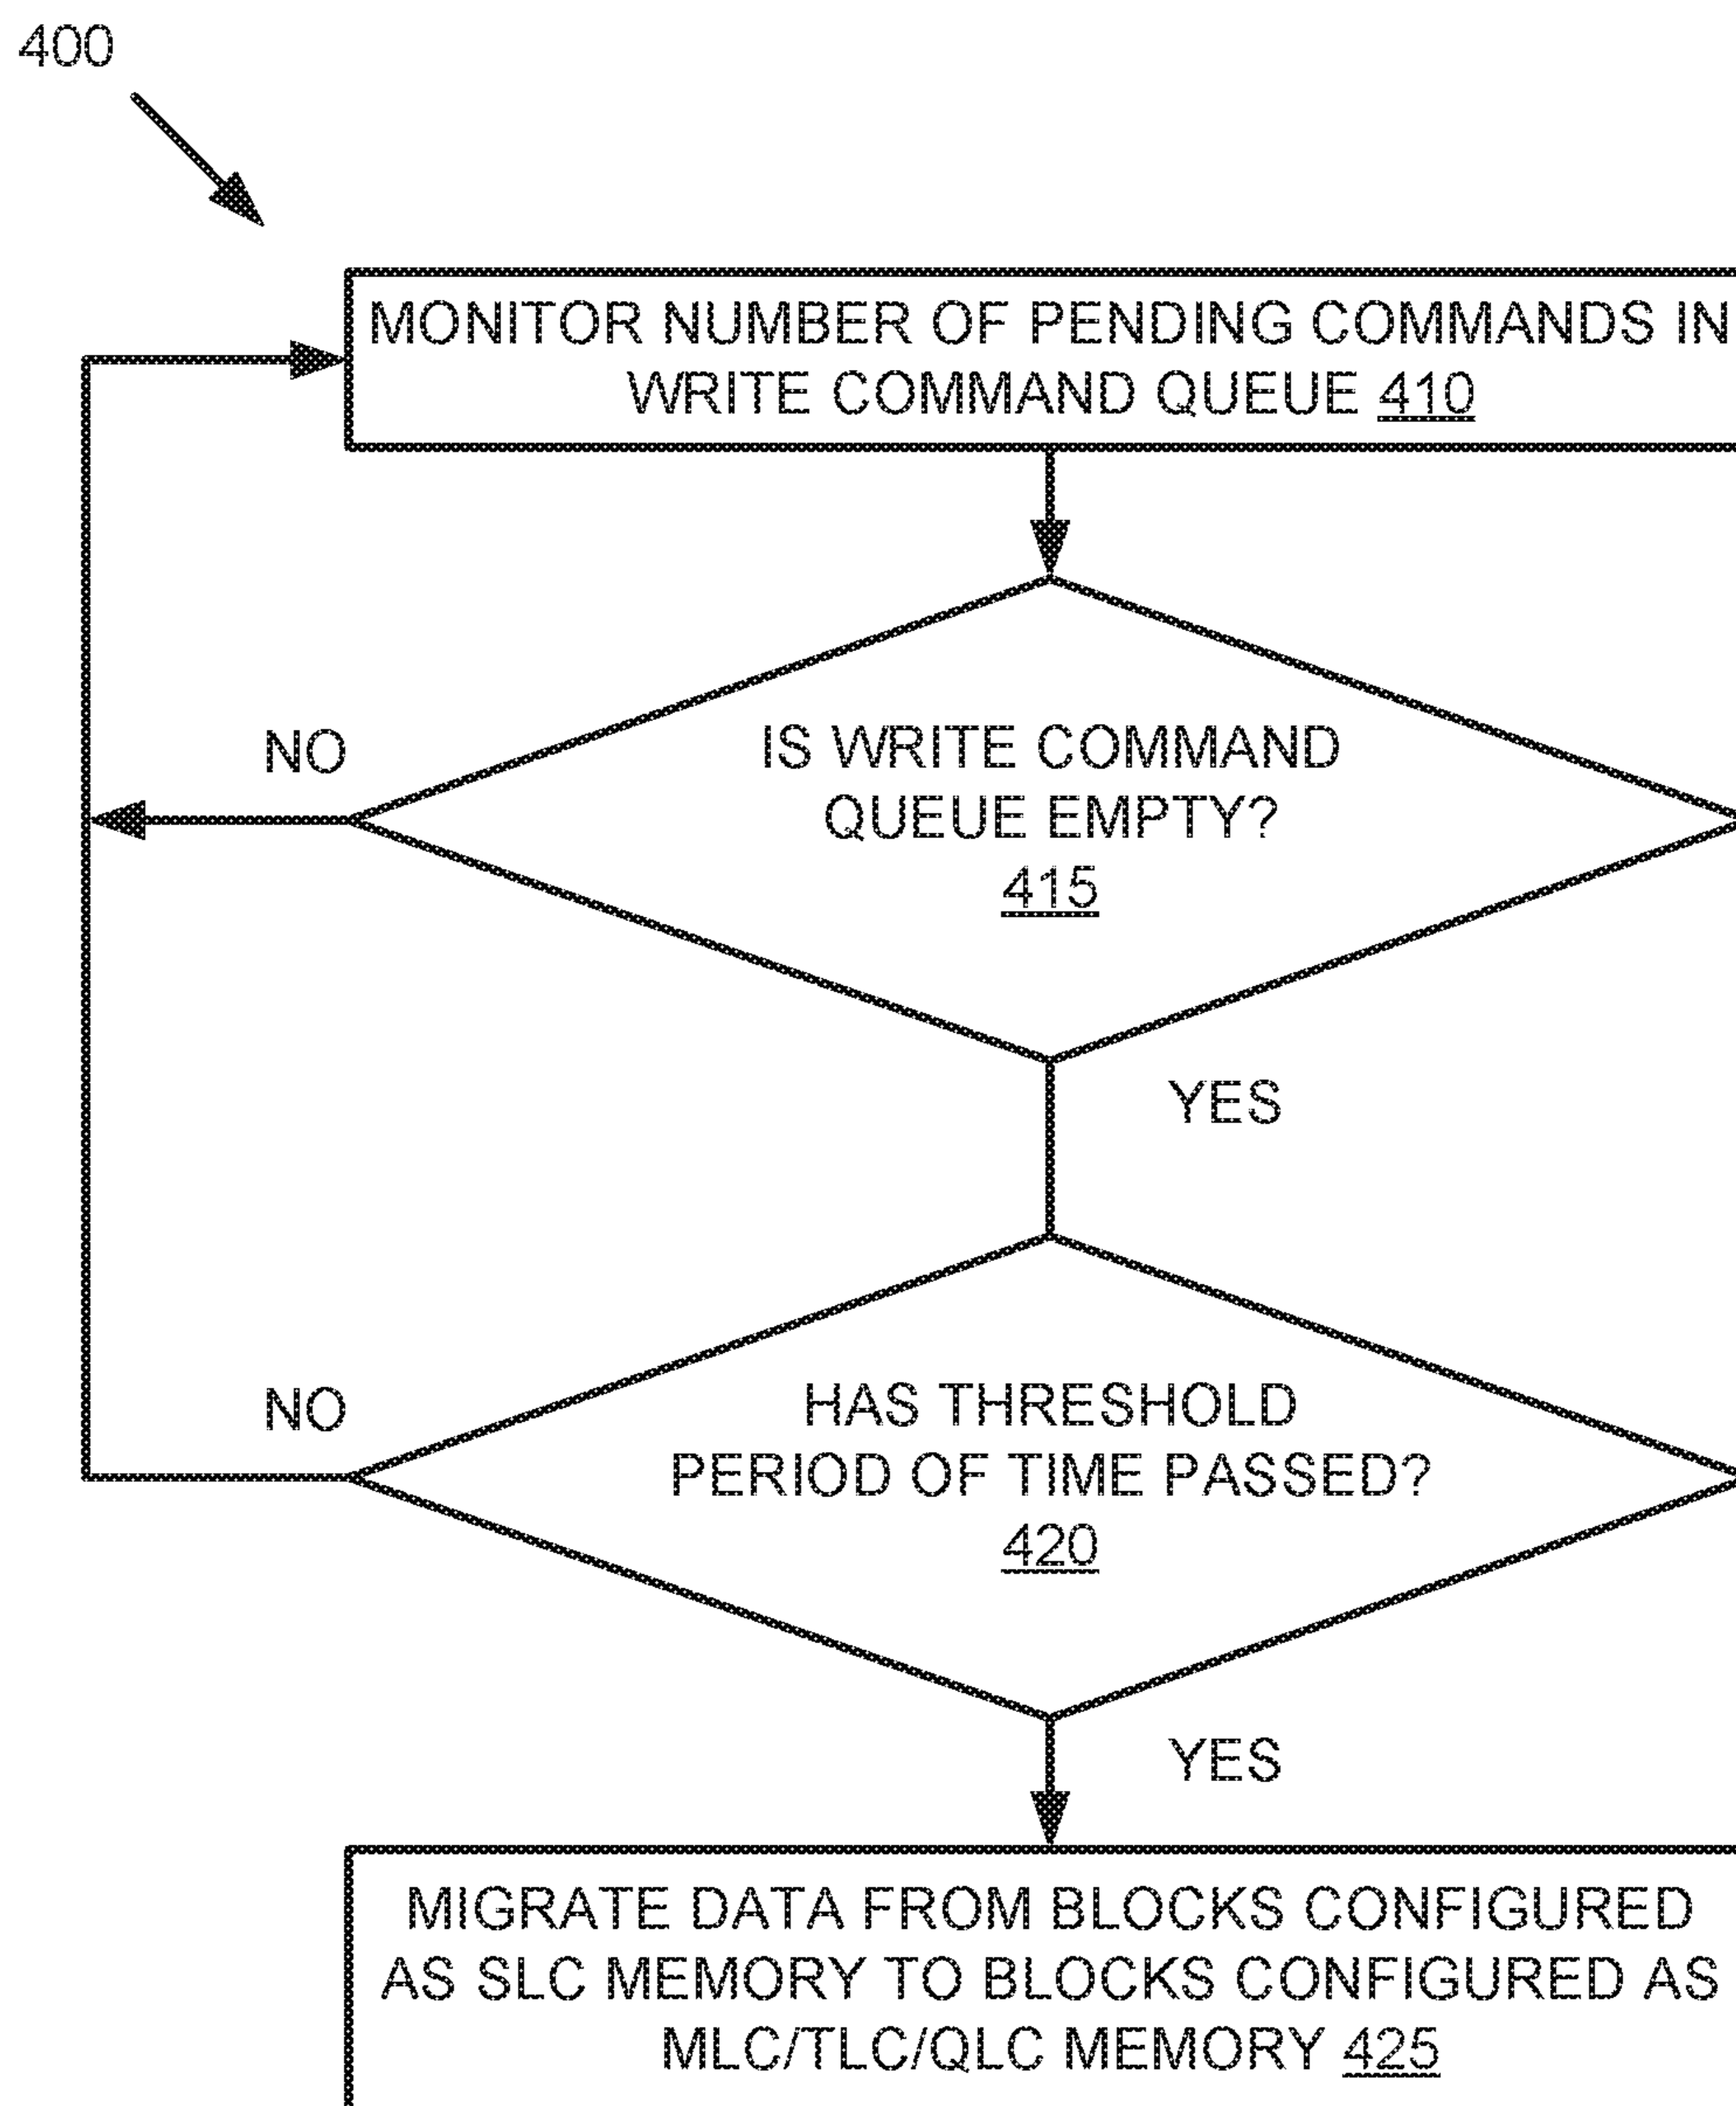 400
MONITOR NUMBER OF PENDING COMMANDS IN
WRITE COMMAND QUEUE 410
NO
IS WRITE COMMAND
QUEUE EMPTY?
415
YES
NO
HAS THRESHOLD
PERIOD OF TIME PASSED?
420
YES
MIGRATE DATA FROM BLOCKS CONFIGURED
AS SLC MEMORY TO BLOCKS CONFIGURED AS
MLC/TLC/QLC MEMORY 425